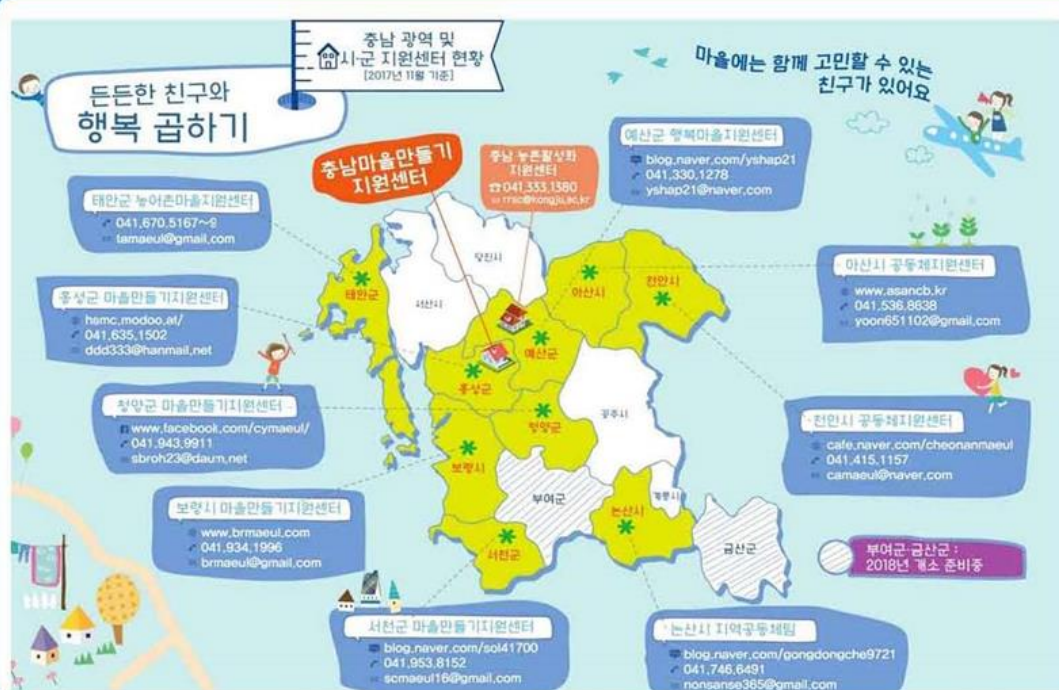 충남 광역 및
시·군 지원센터 현황
[2017년 11월 기준]
든든한 친구와
행복 곱하기
마을에는 함께 고민할 수 있는
친구가 있어요
충남마을만들기
지원센터
충남 농촌활성화
지원센터
041.333.1380
rrsc@kongju.ac.kr
예산군 행복마을지원센터
blog.naver.com/yshap21
041.330.1278
yshap21@naver.com
태안군 농어촌마을지원센터
041.670.5167~9
tamaeul@gmail.com
홍성군 마을만들기지원센터
hsmc.modoo.at/
041.635.1502
ddd333@hanmail.net
청양군 마을만들기지원센터
www.facebook.com/cymaeul/
041.943.9911
sbroh23@daum.net
보령시 마을만들기지원센터
www.brmaeul.com
041.934.1996
brmaeul@gmail.com
서천군 마을만들기지원센터
blog.naver.com/sol41700
041.953.8152
scmaeul16@gmail.com
논산시 지역공동체팀
blog.naver.com/gongdongche9721
041.746.6491
nonsanse365@gmail.com
아산시 공동체지원센터
www.asancb.kr
041.536.8638
yoon651102@gmail.com
천안시 공동체지원센터
cafe.naver.com/cheonanmaeul
041.415.1157
camaeul@naver.com
부여군·금산군 :
2018년 개소 준비중
당진시
서산시
태안군
아산시
천안시
예산군
홍성군
공주시
청양군
보령시
부여군
계룡시
논산시
서천군
금산군